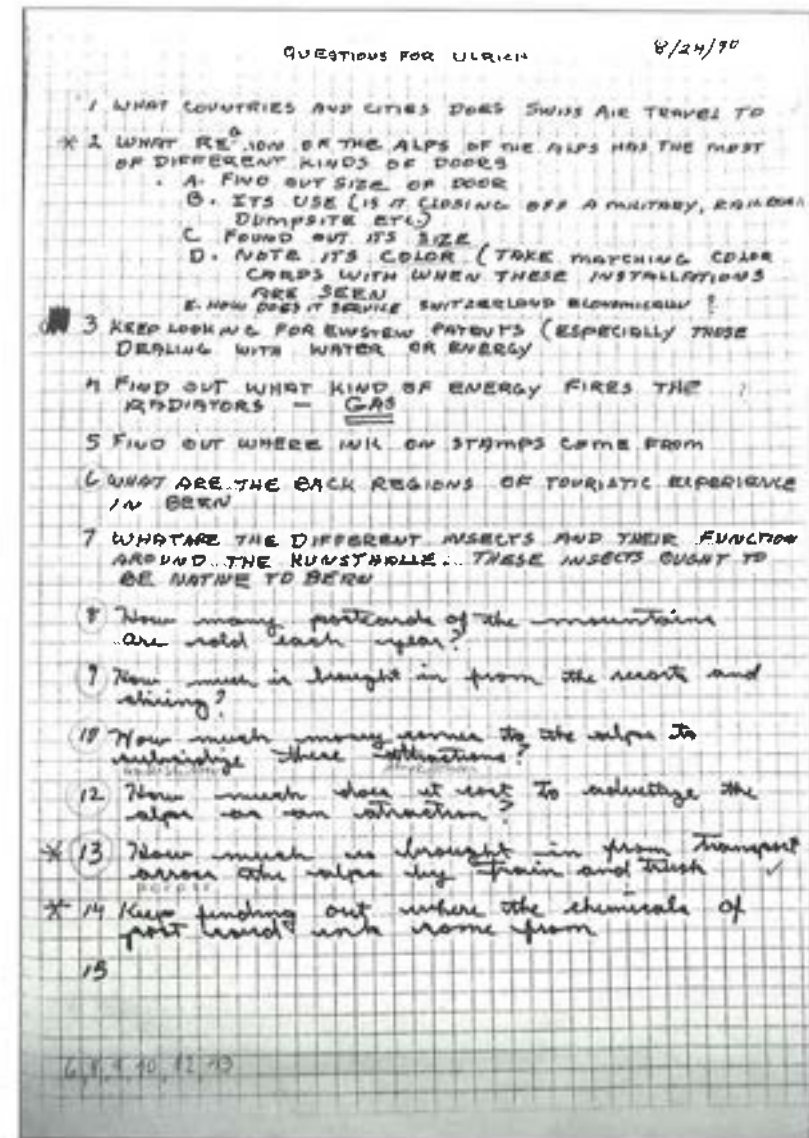 QUESTIONS FOR ULRICH 8/24/90
1 WHAT COUNTRIES AND CITIES DOES SWISS AIR TRAVEL TO
* 2 WHAT REGION OF THE ALPS OF THE ALPS HAS THE MOST
OF DIFFERENT KINDS OF DOORS
A. FIND OUT SIZE OF DOOR
B. ITS USE (IS IT CLOSING OFF A MILITARY, RAILROAD
DUMPSITE ETC.)
C FOUND OUT ITS SIZE
D. NOTE ITS COLOR (TAKE MATCHING COLOR
CARDS WITH WHEN THESE INSTALLATIONS
ARE SEEN
E. HOW DOES IT SERVICE SWITZERLAND ECONOMICALLY ?
3 KEEP LOOKING FOR EINSTEIN PATENTS (ESPECIALLY THOSE
DEALING WITH WATER OR ENERGY
4 FIND OUT WHAT KIND OF ENERGY FIRES THE
RADIATORS — GAS
5 FIND OUT WHERE INK ON STAMPS COME FROM
6 WHAT ARE THE BACK REGIONS OF TOURISTIC EXPERIENCE
IN BERN
7 WHAT ARE THE DIFFERENT INSECTS AND THEIR FUNCTION
AROUND THE KUNSTHALLE. THESE INSECTS OUGHT TO
BE NATIVE TO BERN
8 How many postcards of the mountains
are sold each year?
9 How much is brought in from the resorts and
skiing?
10 How much money comes to the alps to
subsidize these attractions?
12 How much does it cost to advertize the
alps as an atraction?
* 13 How much is brought in from transport
across the alps by train and truck ✓
* 14 Keep finding out where the chemicals of
post card ink come from
15
6, 8, 9, 10, 12, 13